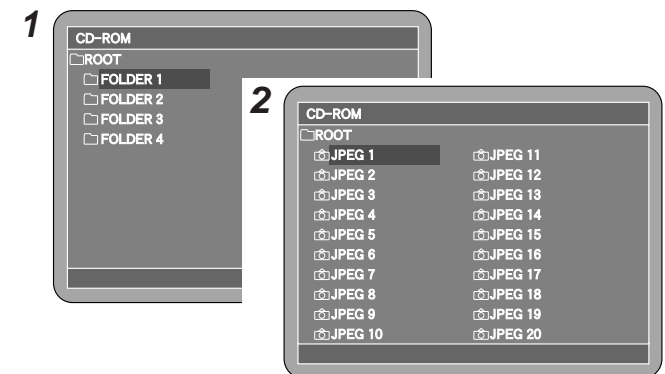 1
CD-ROM
ROOT
FOLDER 1
FOLDER 2
FOLDER 3
FOLDER 4
2
CD-ROM
ROOT
JPEG 1
JPEG 2
JPEG 3
JPEG 4
JPEG 5
JPEG 6
JPEG 7
JPEG 8
JPEG 9
JPEG 10
JPEG 11
JPEG 12
JPEG 13
JPEG 14
JPEG 15
JPEG 16
JPEG 17
JPEG 18
JPEG 19
JPEG 20